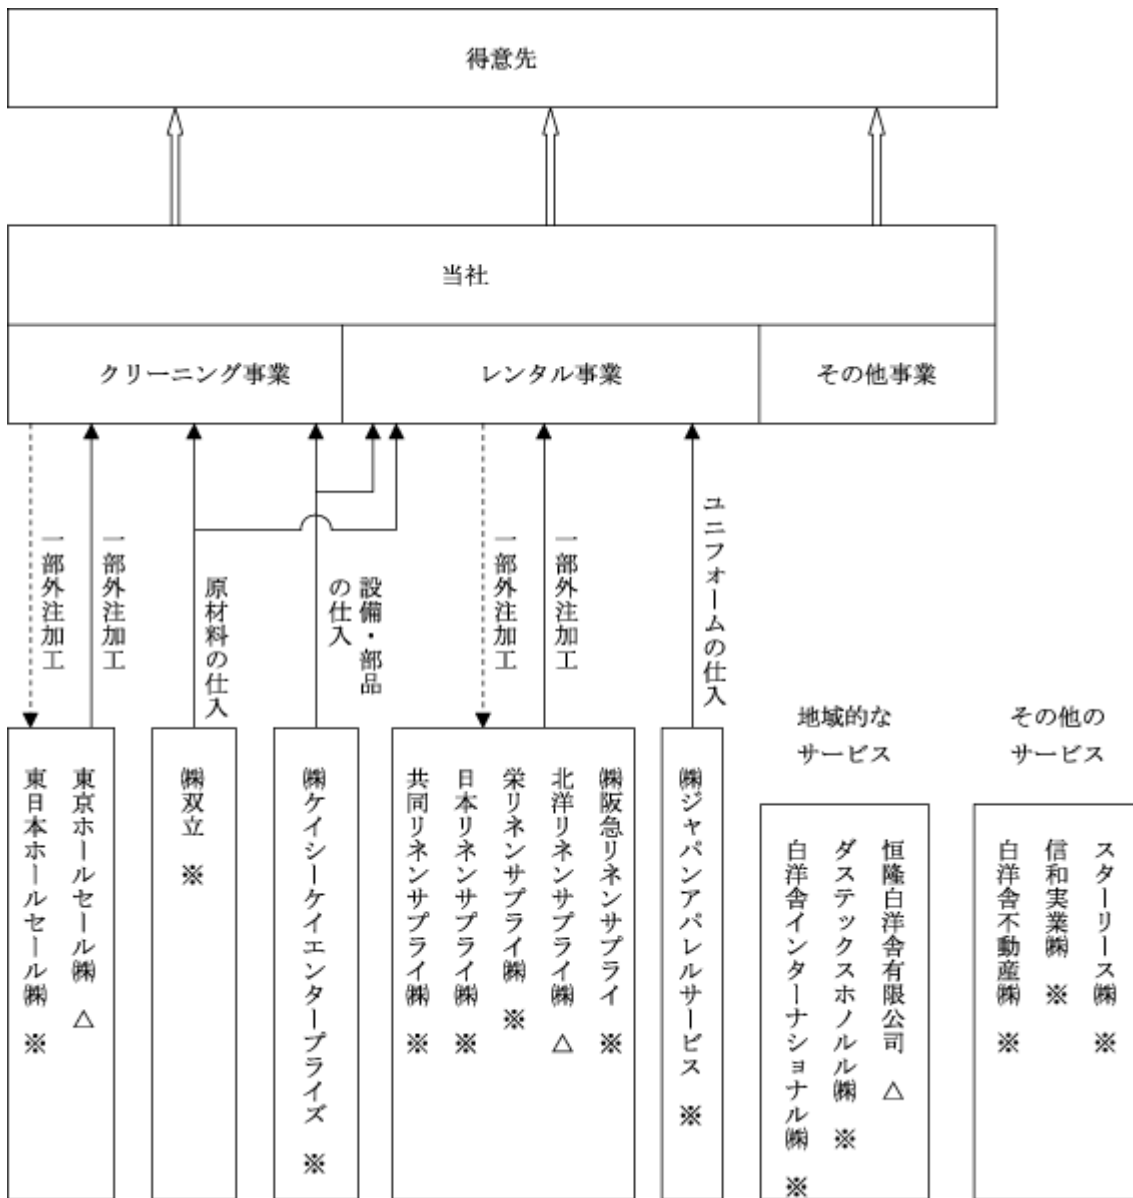 得意先
当社
クリーニング事業
レンタル事業
その他事業
一部外注加工
一部外注加工
原材料の仕入
設備・部品
の仕入
一部外注加工
一部外注加工
ユニフォームの仕入
地域的な
サービス
その他の
サービス
東京ホールセール㈱ △
東日本ホールセール㈱ ※
㈱双立 ※
㈱ケイシーケイエンタープライズ ※
㈱阪急リネンサプライ ※
北洋リネンサプライ㈱ △
栄リネンサプライ㈱ ※
日本リネンサプライ㈱ ※
共同リネンサプライ㈱ ※
㈱ジャパンアパレルサービス ※
恒隆白洋舎有限公司 △
ダステックスホノルル㈱ ※
白洋舎インターナショナル㈱ ※
スターリース㈱ ※
信和実業㈱ ※
白洋舎不動産㈱ ※